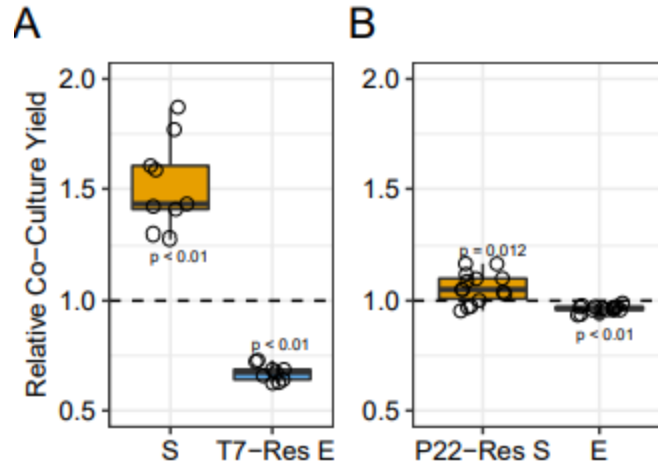 A
B
Relative Co-Culture Yield
2.0
1.5
1.0
0.5
p < 0.01
p < 0.01
S
T7-Res E
2.0
1.5
1.0
0.5
p = 0.012
p < 0.01
P22-Res S
E